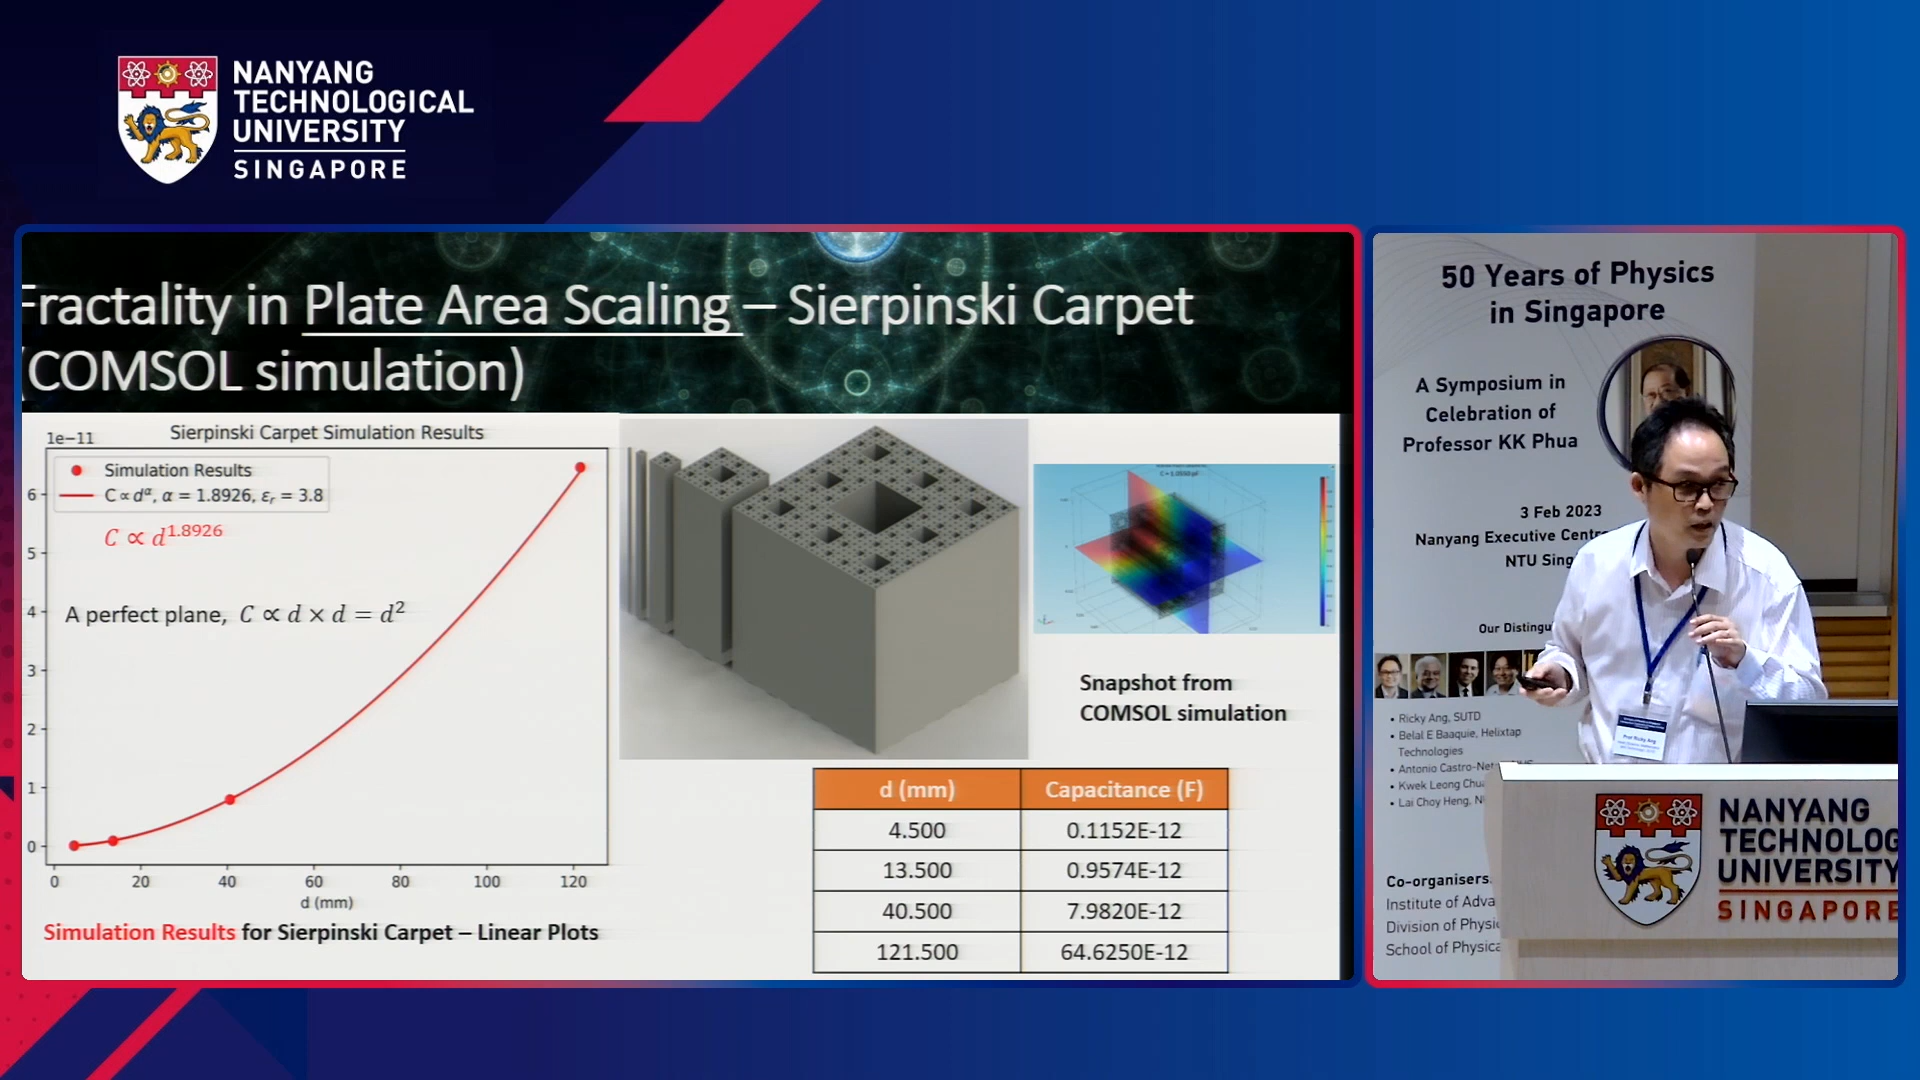 NANYANG
TECHNOLOGICAL
UNIVERSITY
SINGAPORE
Fractality in Plate Area Scaling – Sierpinski Carpet
(COMSOL simulation)
1e−11
Sierpinski Carpet Simulation Results
Simulation Results
C ∝ d^α, α = 1.8926, ε_r = 3.8
C ∝ d^1.8926
A perfect plane, C ∝ d × d = d²
6
5
4
3
2
1
0
0 20 40 60 80 100 120
d (mm)
Simulation Results for Sierpinski Carpet – Linear Plots
Snapshot from
COMSOL simulation
d (mm) Capacitance (F)
4.500 0.1152E-12
13.500 0.9574E-12
40.500 7.9820E-12
121.500 64.6250E-12
50 Years of Physics
in Singapore
A Symposium in
Celebration of
Professor KK Phua
3 Feb 2023
Nanyang Executive Centr
NTU Sing
Our Distingu
• Ricky Ang, SUTD
• Belal E Baaquie, Helixtap
Technologies
• Antonio Castro-Net
• Kwek Leong Chu
• Lai Choy Heng, N
Co-organisers
Institute of Adva
Division of Physi
School of Physica
Prof Ricky Ang
NANYANG
TECHNOLOG
UNIVERSITY
SINGAPORE